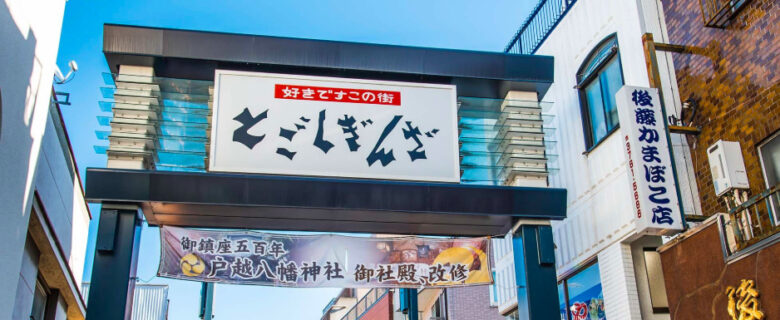 好きですこの街
とごしぎんざ
御鎮座五百年
戸越八幡神社 御社殿 改修
後藤かまぼこ店
後